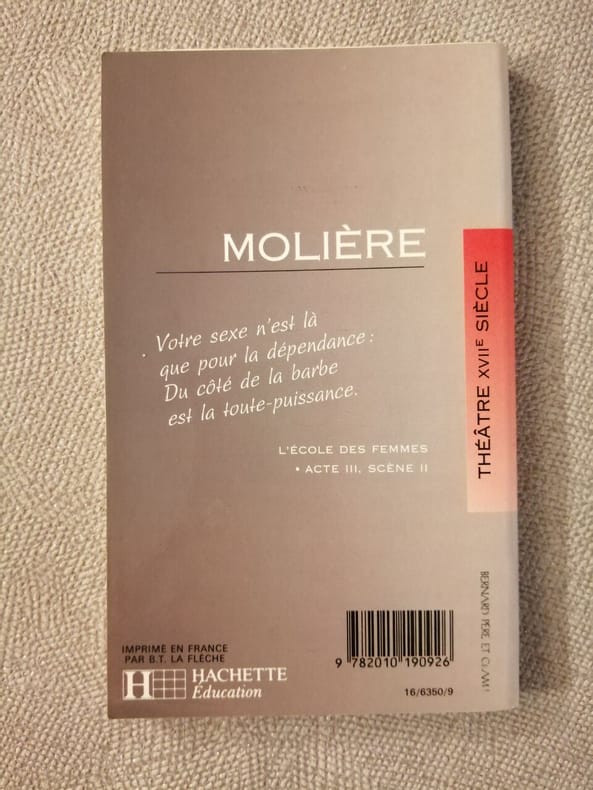 MOLIÈRE
Votre sexe n'est là
que pour la dépendance :
Du côté de la barbe
est la toute-puissance.
L'ÉCOLE DES FEMMES
• ACTE III, SCÈNE II
THÉÂTRE XVIIE SIÈCLE
BERNARD PÈRE ET
IMPRIMÉ EN FRANCE
PAR B.T. LA FLÈCHE
H HACHETTE
Éducation
9 782010 190926
16/6350/9